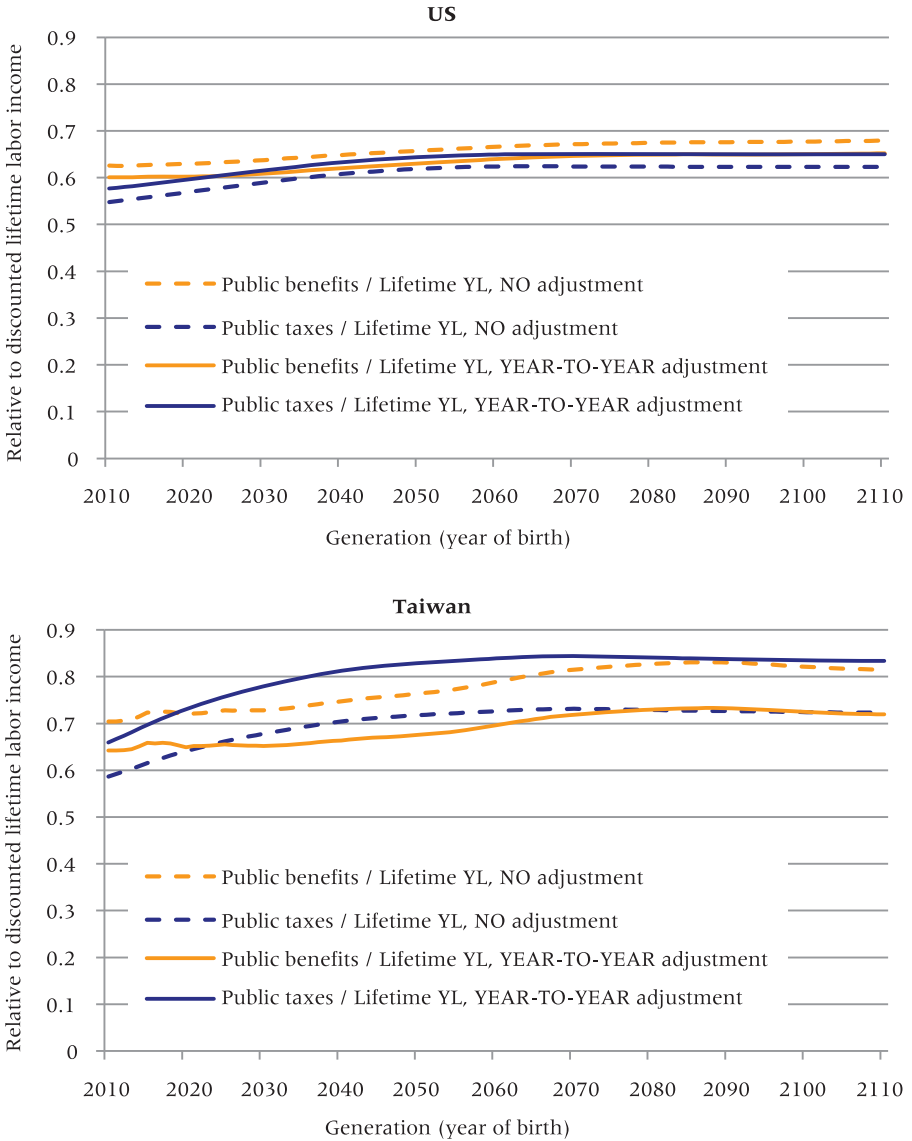 US
Relative to discounted lifetime labor income
0.9
0.8
0.7
0.6
0.5
0.4
0.3
0.2
0.1
0
Public benefits / Lifetime YL, NO adjustment
Public taxes / Lifetime YL, NO adjustment
Public benefits / Lifetime YL, YEAR-TO-YEAR adjustment
Public taxes / Lifetime YL, YEAR-TO-YEAR adjustment
2010 2020 2030 2040 2050 2060 2070 2080 2090 2100 2110
Generation (year of birth)
Taiwan
Relative to discounted lifetime labor income
0.9
0.8
0.7
0.6
0.5
0.4
0.3
0.2
0.1
0
Public benefits / Lifetime YL, NO adjustment
Public taxes / Lifetime YL, NO adjustment
Public benefits / Lifetime YL, YEAR-TO-YEAR adjustment
Public taxes / Lifetime YL, YEAR-TO-YEAR adjustment
2010 2020 2030 2040 2050 2060 2070 2080 2090 2100 2110
Generation (year of birth)